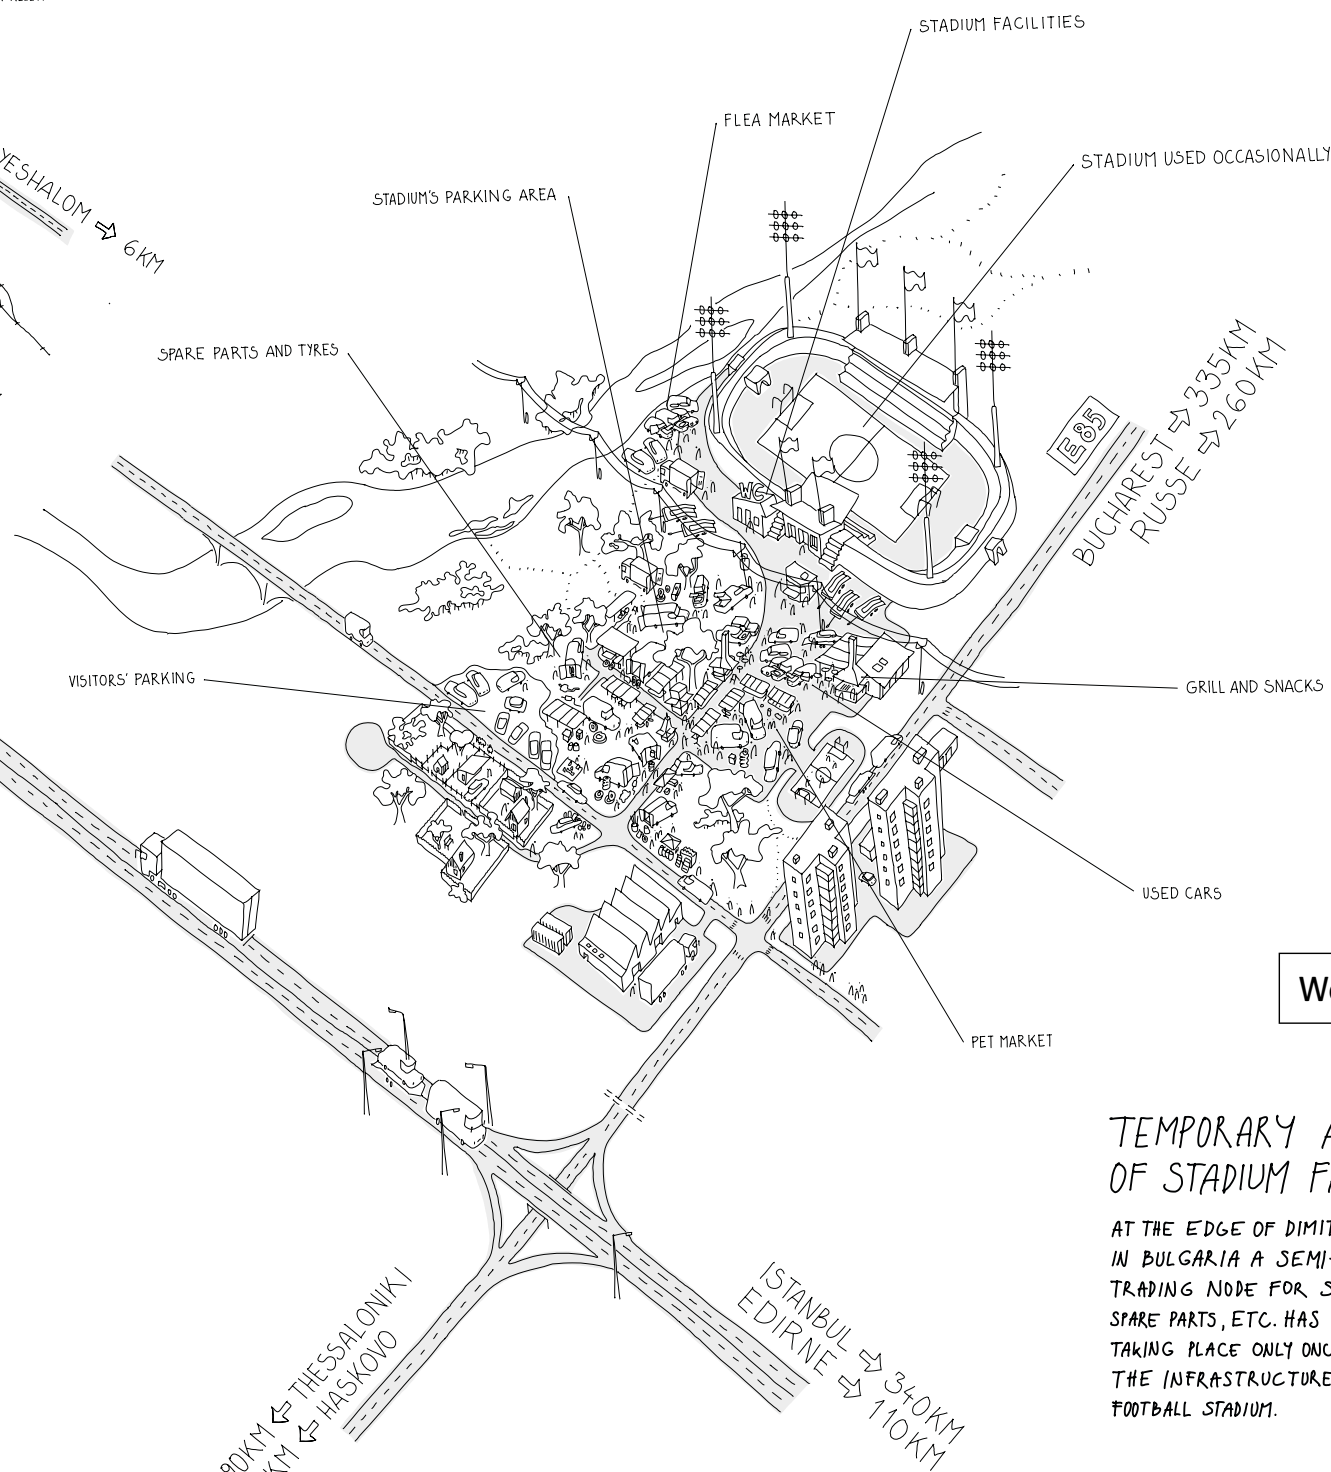 STADIUM FACILITIES
FLEA MARKET
STADIUM USED OCCASIONALLY
STADIUM'S PARKING AREA
YESHALOM ⇨ 6KM
SPARE PARTS AND TYRES
E85
BUCHAREST ⇨ 335KM
RUSSE ⇨ 260KM
WC
VISITORS' PARKING
GRILL AND SNACKS
USED CARS
PET MARKET
TEMPORARY
OF STADIUM
AT THE EDGE OF
IN BULGARIA A SEMI-
TRADING NODE FOR
SPARE PARTS, ETC. HAS
TAKING PLACE ONLY
THE INFRASTRUCTURE
FOOTBALL STADIUM.
ISTANBUL ⇨ 340KM
EDIRNE ⇨ 110KM
90KM ⇦ THESSALONIKI
KM ⇦ HASKOVO